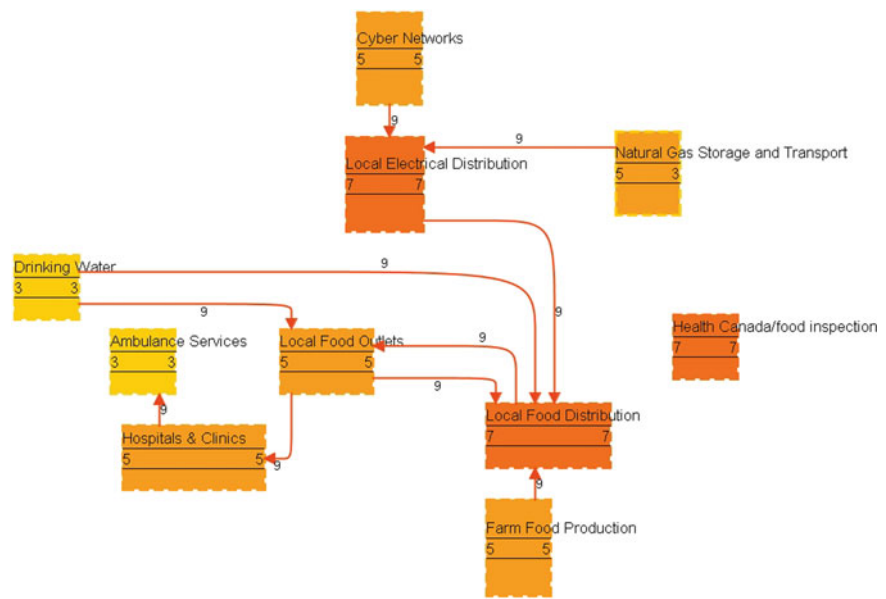 Cyber Networks
5 5
9
9
Local Electrical Distribution
7 7
Natural Gas Storage and Transport
5 3
Drinking Water
3 3
9
9
9
Health Canada/food inspection
7 7
Ambulance Services
3 3
Local Food Outlets
5 5
9
9
Local Food Distribution
7 7
9
Hospitals & Clinics
5 5
9
9
Farm Food Production
5 5